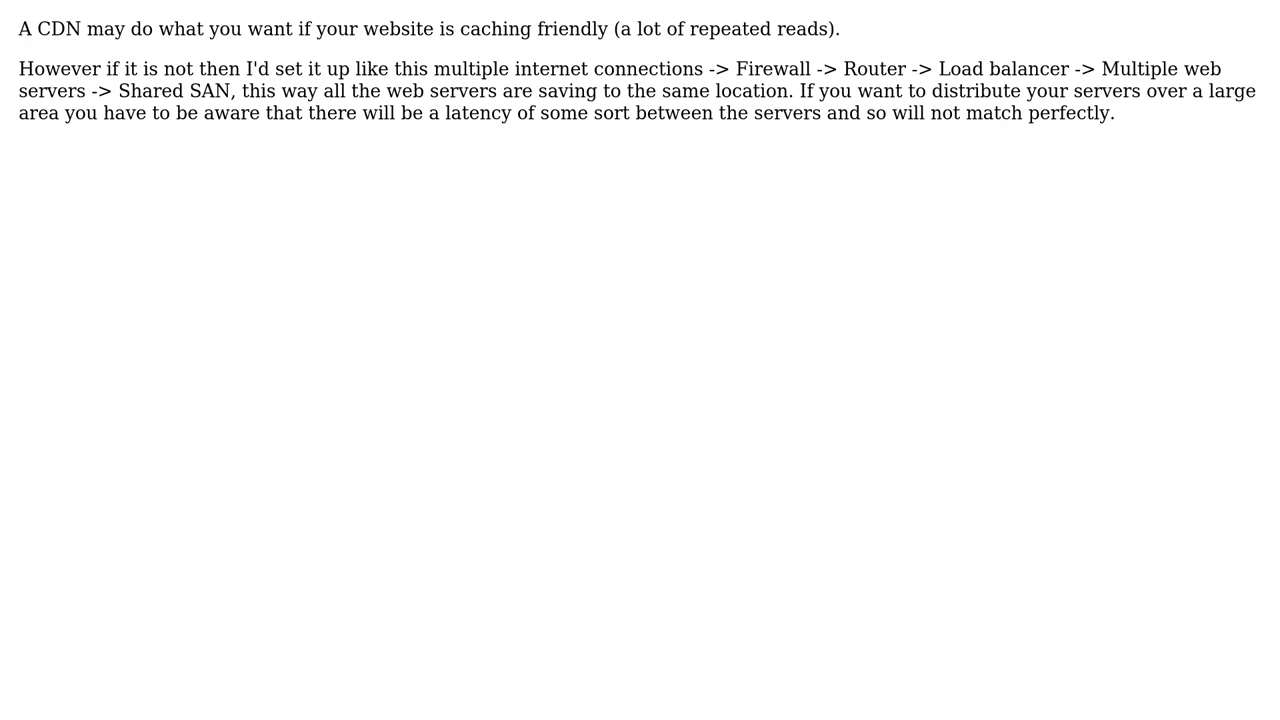 A CDN may do what you want if your website is caching friendly (a lot of repeated reads).
However if it is not then I'd set it up like this multiple internet connections -> Firewall -> Router -> Load balancer -> Multiple web
servers -> Shared SAN, this way all the web servers are saving to the same location. If you want to distribute your servers over a large
area you have to be aware that there will be a latency of some sort between the servers and so will not match perfectly.